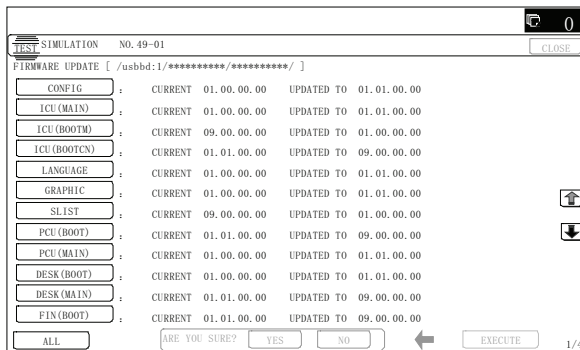 0
TEST SIMULATION NO. 49-01 CLOSE
FIRMWARE UPDATE [ /usbbd:1/**********/**********/ ]
CONFIG : CURRENT 01.00.00.00 UPDATED TO 01.01.00.00
ICU(MAIN) : CURRENT 01.00.00.00 UPDATED TO 01.01.00.00
ICU(BOOTM) : CURRENT 09.00.00.00 UPDATED TO 01.00.00.00
ICU(BOOTCN) : CURRENT 01.01.00.00 UPDATED TO 09.00.00.00
LANGUAGE : CURRENT 01.00.00.00 UPDATED TO 01.01.00.00
GRAPHIC : CURRENT 01.00.00.00 UPDATED TO 01.01.00.00
SLIST : CURRENT 09.00.00.00 UPDATED TO 01.00.00.00
PCU(BOOT) : CURRENT 01.01.00.00 UPDATED TO 09.00.00.00
PCU(MAIN) : CURRENT 01.00.00.00 UPDATED TO 01.01.00.00
DESK(BOOT) : CURRENT 01.00.00.00 UPDATED TO 01.01.00.00
DESK(MAIN) : CURRENT 01.01.00.00 UPDATED TO 09.00.00.00
FIN(BOOT) : CURRENT 01.01.00.00 UPDATED TO 09.00.00.00
ALL ARE YOU SURE? YES NO EXECUTE 1/4